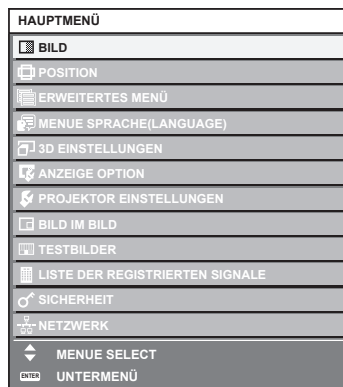 HAUPTMENÜ
BILD
POSITION
ERWEITERTES MENÜ
MENUE SPRACHE(LANGUAGE)
3D EINSTELLUNGEN
ANZEIGE OPTION
PROJEKTOR EINSTELLUNGEN
BILD IM BILD
TESTBILDER
LISTE DER REGISTRIERTEN SIGNALE
SICHERHEIT
NETZWERK
MENUE SELECT
ENTER UNTERMENÜ